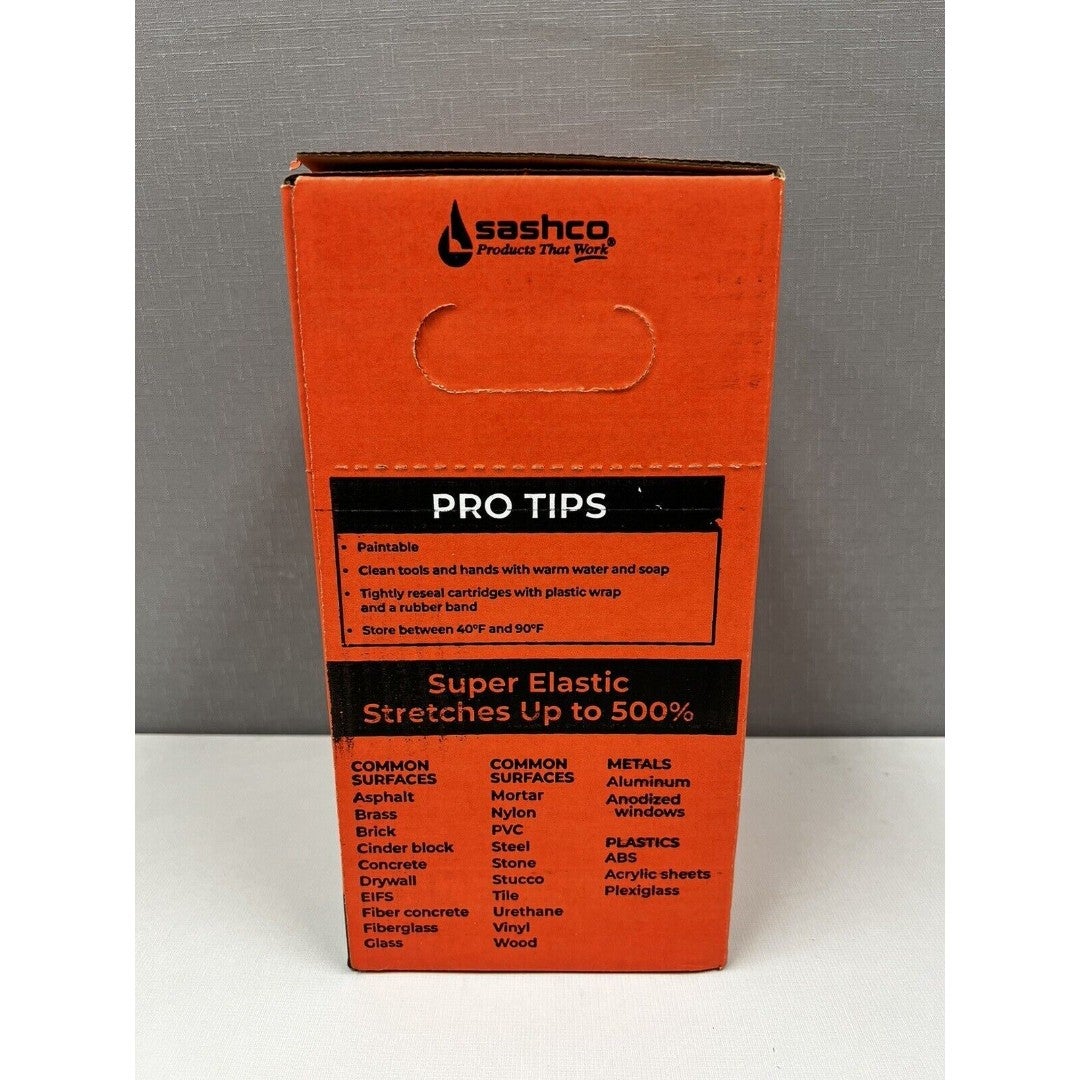 sashco
Products That Work®
PRO TIPS
• Paintable
• Clean tools and hands with warm water and soap
• Tightly reseal cartridges with plastic wrap
and a rubber band
• Store between 40°F and 90°F
Super Elastic
Stretches Up to 500%
COMMON
SURFACES
Asphalt
Brass
Brick
Cinder block
Concrete
Drywall
EIFS
Fiber concrete
Fiberglass
Glass
COMMON
SURFACES
Mortar
Nylon
PVC
Steel
Stone
Stucco
Tile
Urethane
Vinyl
Wood
METALS
Aluminum
Anodized
windows
PLASTICS
ABS
Acrylic sheets
Plexiglass